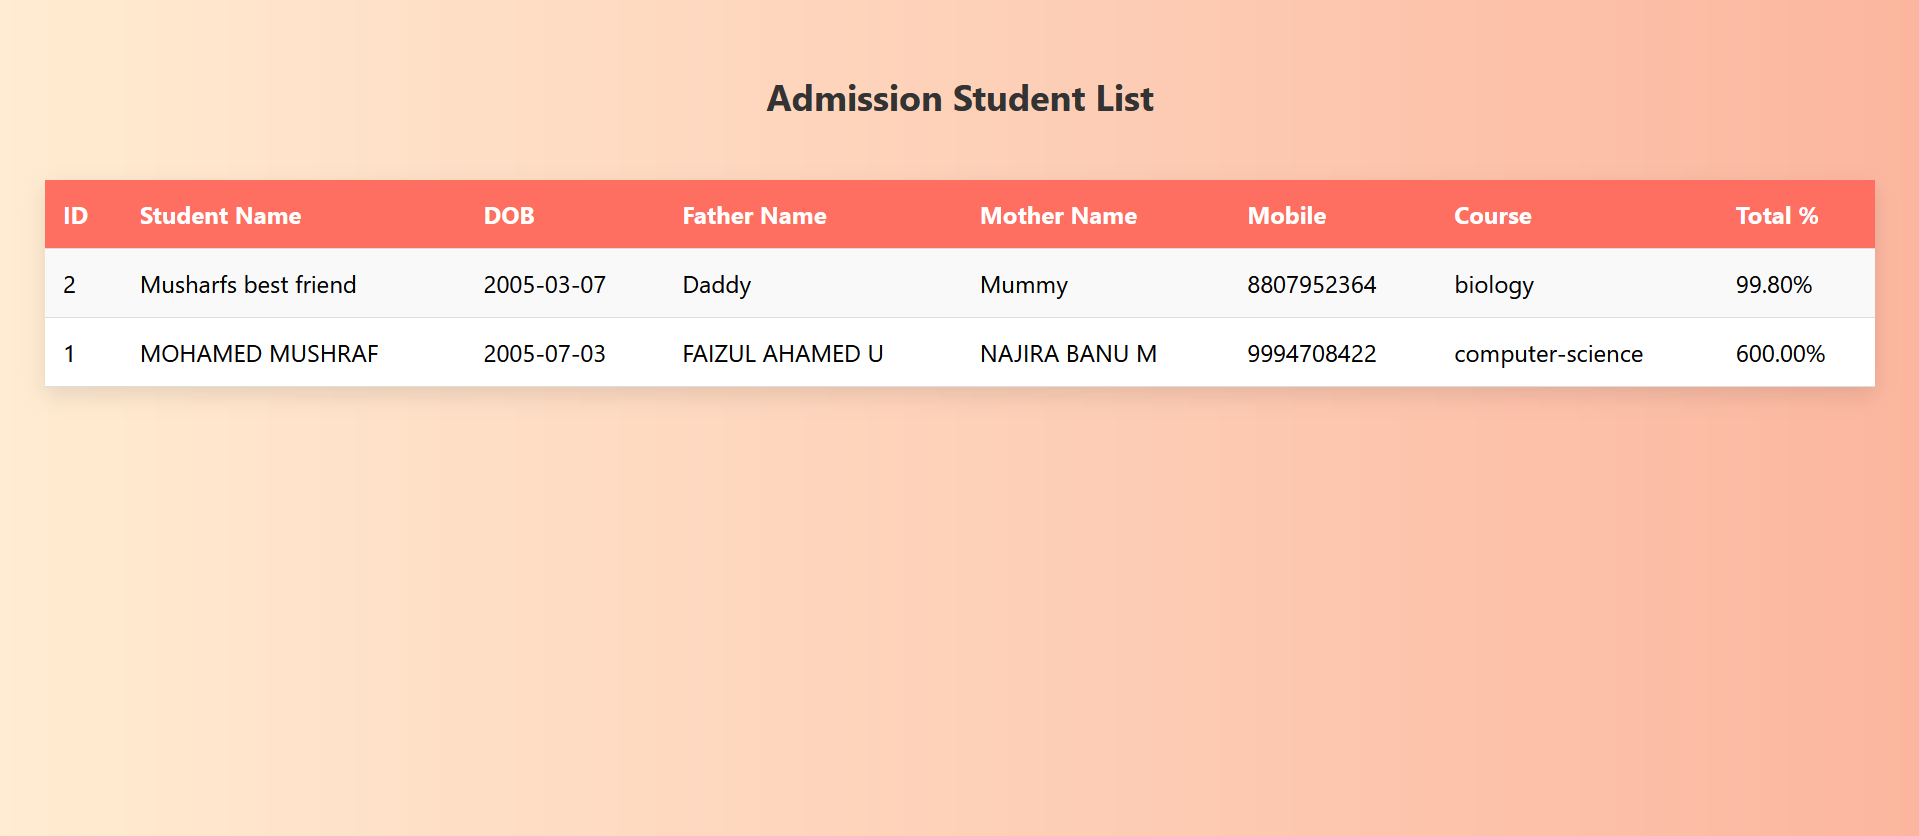 Admission Student List
ID Student Name DOB Father Name Mother Name Mobile Course Total %
2 Musharfs best friend 2005-03-07 Daddy Mummy 8807952364 biology 99.80%
1 MOHAMED MUSHRAF 2005-07-03 FAIZUL AHAMED U NAJIRA BANU M 9994708422 computer-science 600.00%